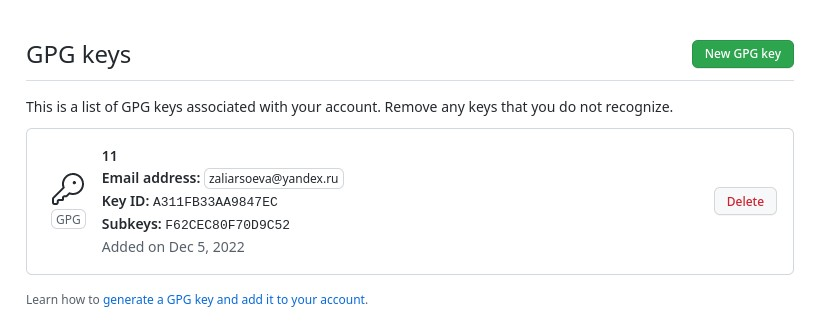 GPG keys
New GPG key
This is a list of GPG keys associated with your account. Remove any keys that you do not recognize.
11
Email address: zaliarsoeva@yandex.ru
Key ID: A311FB33AA9847EC
Subkeys: F62CEC80F70D9C52
Added on Dec 5, 2022
GPG
Delete
Learn how to generate a GPG key and add it to your account.